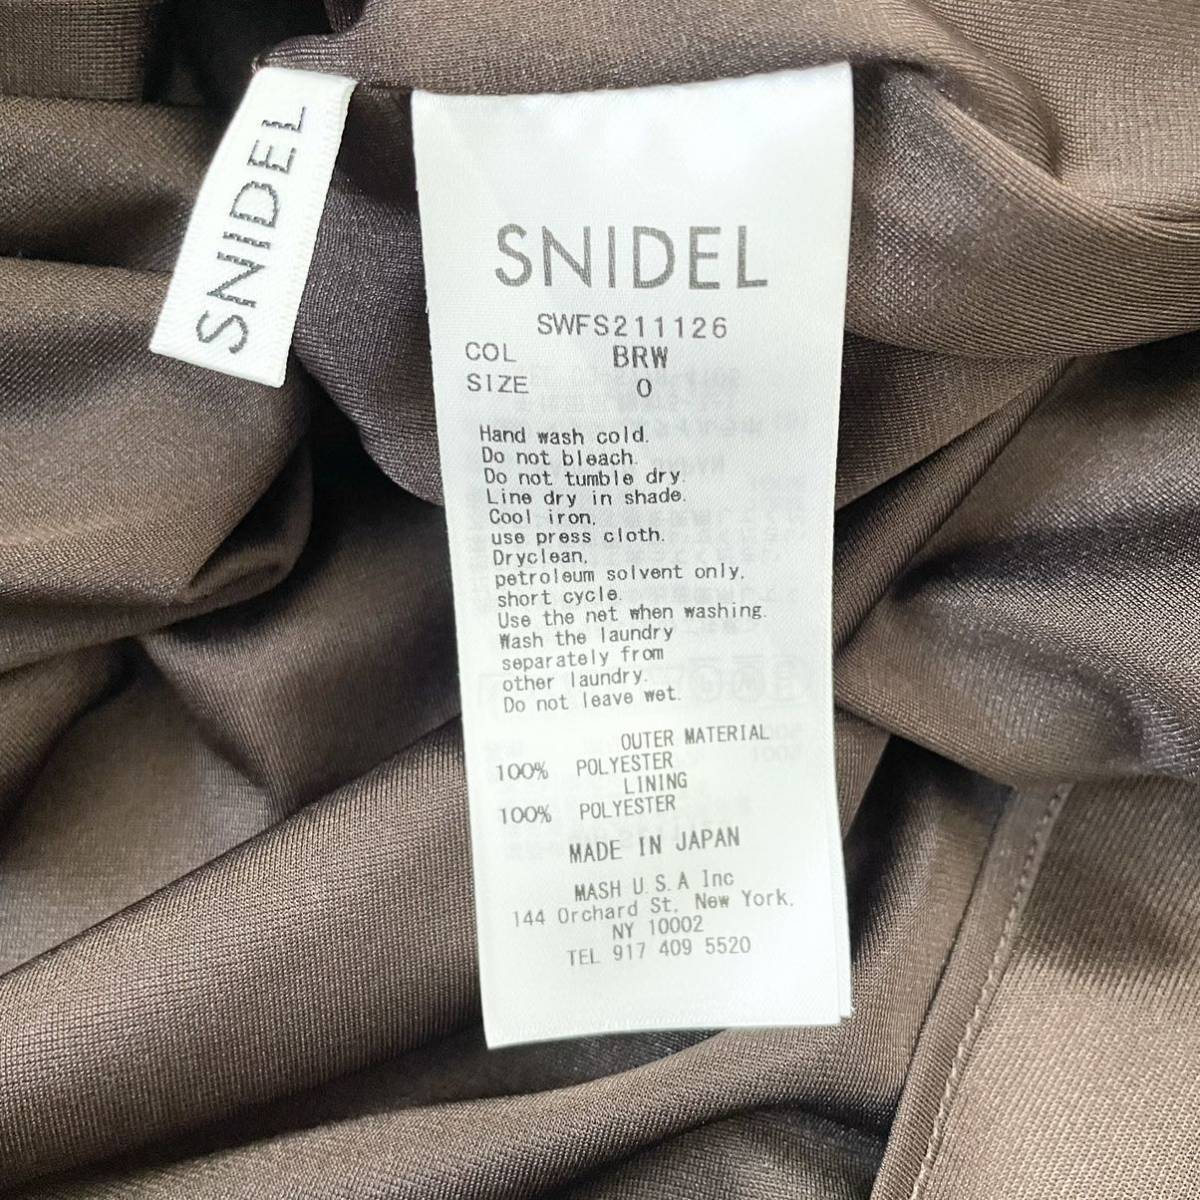 SNIDEL
SNIDEL
SWFS211126
COL BRW
SIZE 0
Hand wash cold.
Do not bleach.
Do not tumble dry.
Line dry in shade.
Cool iron.
use press cloth.
Dryclean,
petroleum solvent only,
short cycle.
Use the net when washing.
Wash the laundry
separately from
other laundry.
Do not leave wet.
OUTER MATERIAL
100% POLYESTER
LINING
100% POLYESTER
MADE IN JAPAN
MASH U.S.A Inc
144 Orchard St, New York,
NY 10002
TEL 917 409 5520